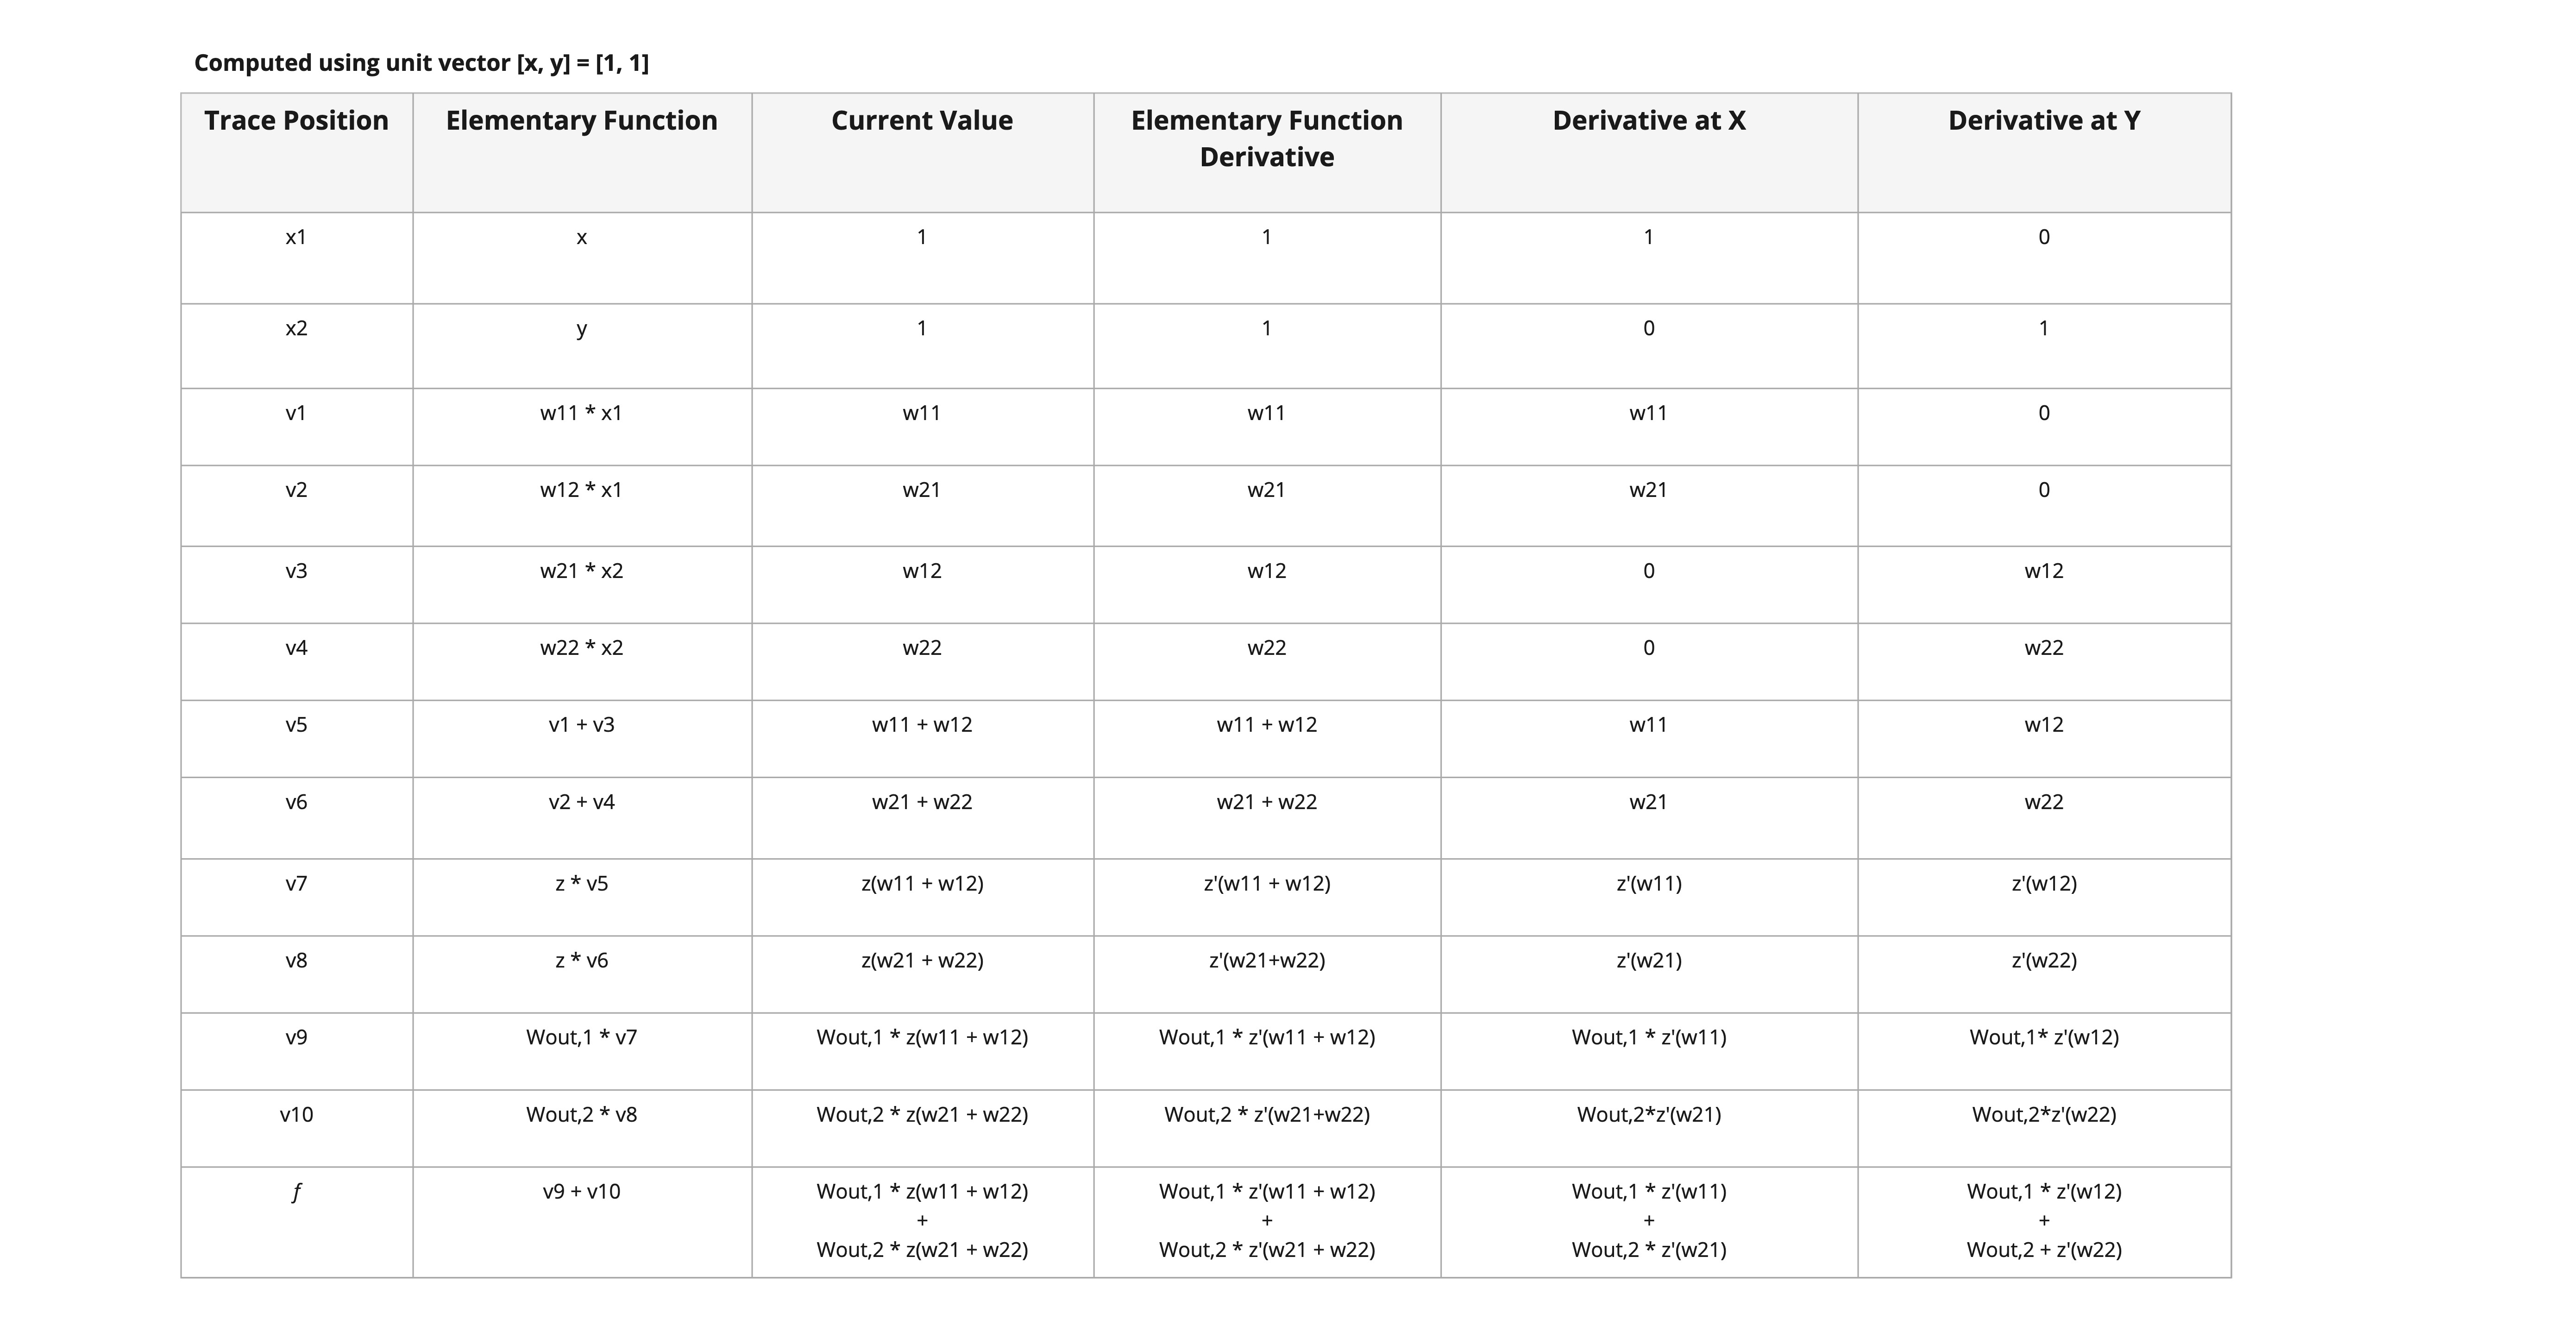 Computed using unit vector [x, y] = [1, 1]
Trace Position Elementary Function Current Value Elementary Function Derivative Derivative at X Derivative at Y
x1 x 1 1 1 0
x2 y 1 1 0 1
v1 w11 * x1 w11 w11 w11 0
v2 w12 * x1 w21 w21 w21 0
v3 w21 * x2 w12 w12 0 w12
v4 w22 * x2 w22 w22 0 w22
v5 v1 + v3 w11 + w12 w11 + w12 w11 w12
v6 v2 + v4 w21 + w22 w21 + w22 w21 w22
v7 z * v5 z(w11 + w12) z'(w11 + w12) z'(w11) z'(w12)
v8 z * v6 z(w21 + w22) z'(w21+w22) z'(w21) z'(w22)
v9 Wout,1 * v7 Wout,1 * z(w11 + w12) Wout,1 * z'(w11 + w12) Wout,1 * z'(w11) Wout,1* z'(w12)
v10 Wout,2 * v8 Wout,2 * z(w21 + w22) Wout,2 * z'(w21+w22) Wout,2*z'(w21) Wout,2*z'(w22)
f v9 + v10 Wout,1 * z(w11 + w12) Wout,1 * z'(w11 + w12) Wout,1 * z'(w11) Wout,1 * z'(w12)
+ + + +
Wout,2 * z(w21 + w22) Wout,2 * z'(w21 + w22) Wout,2 * z'(w21) Wout,2 + z'(w22)